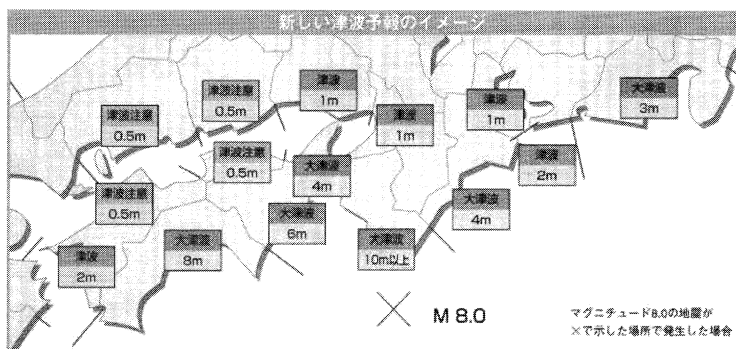 新しい津波予報のイメージ
津波注意
0.5m
津波注意
0.5m
津波
1m
津波
1m
津波
1m
大津波
3m
津波注意
0.5m
大津波
4m
津波
2m
津波注意
0.5m
大津波
6m
大津波
4m
津波
2m
大津波
8m
大津波
10m以上
M 8.0
マグニチュード8.0の地震が
×で示した場所で発生した場合